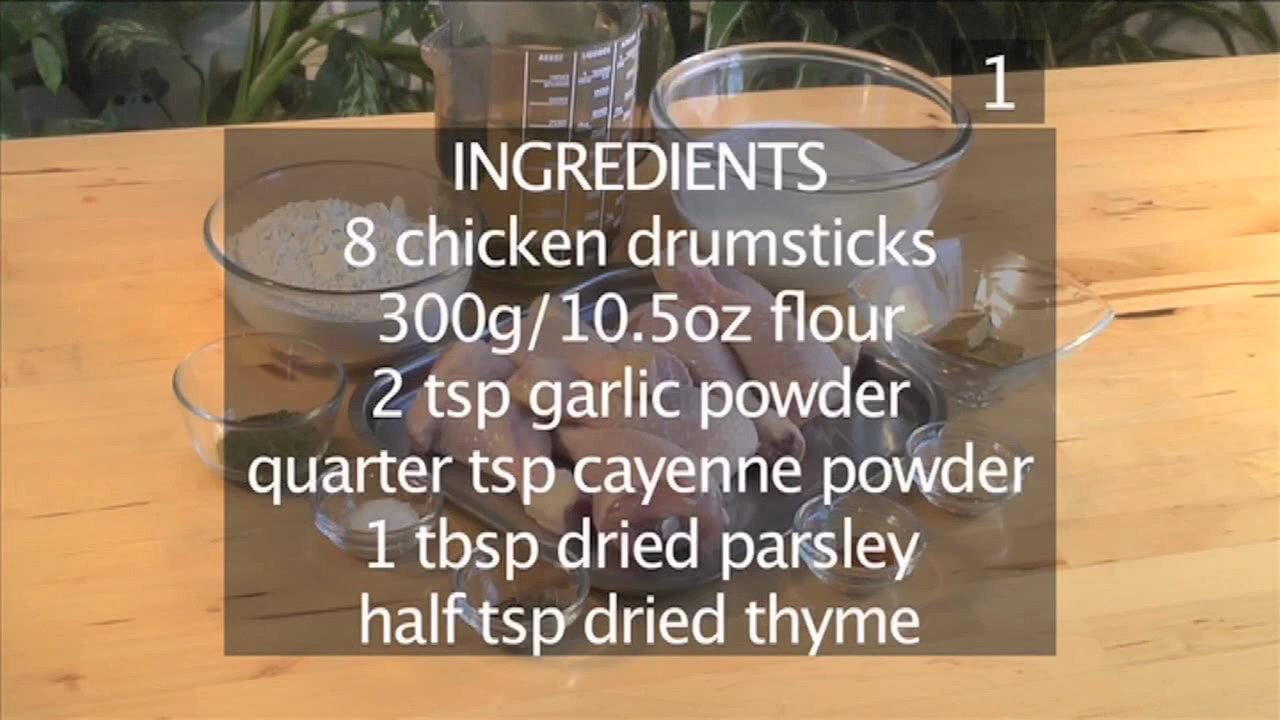 1
INGREDIENTS
8 chicken drumsticks
300g/10.5oz flour
2 tsp garlic powder
quarter tsp cayenne powder
1 tbsp dried parsley
half tsp dried thyme